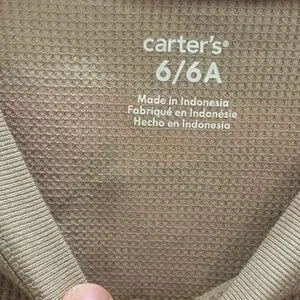 carter's®
6/6A
Made in Indonesia
Fabriqué en Indonésie
Hecho en Indonesia